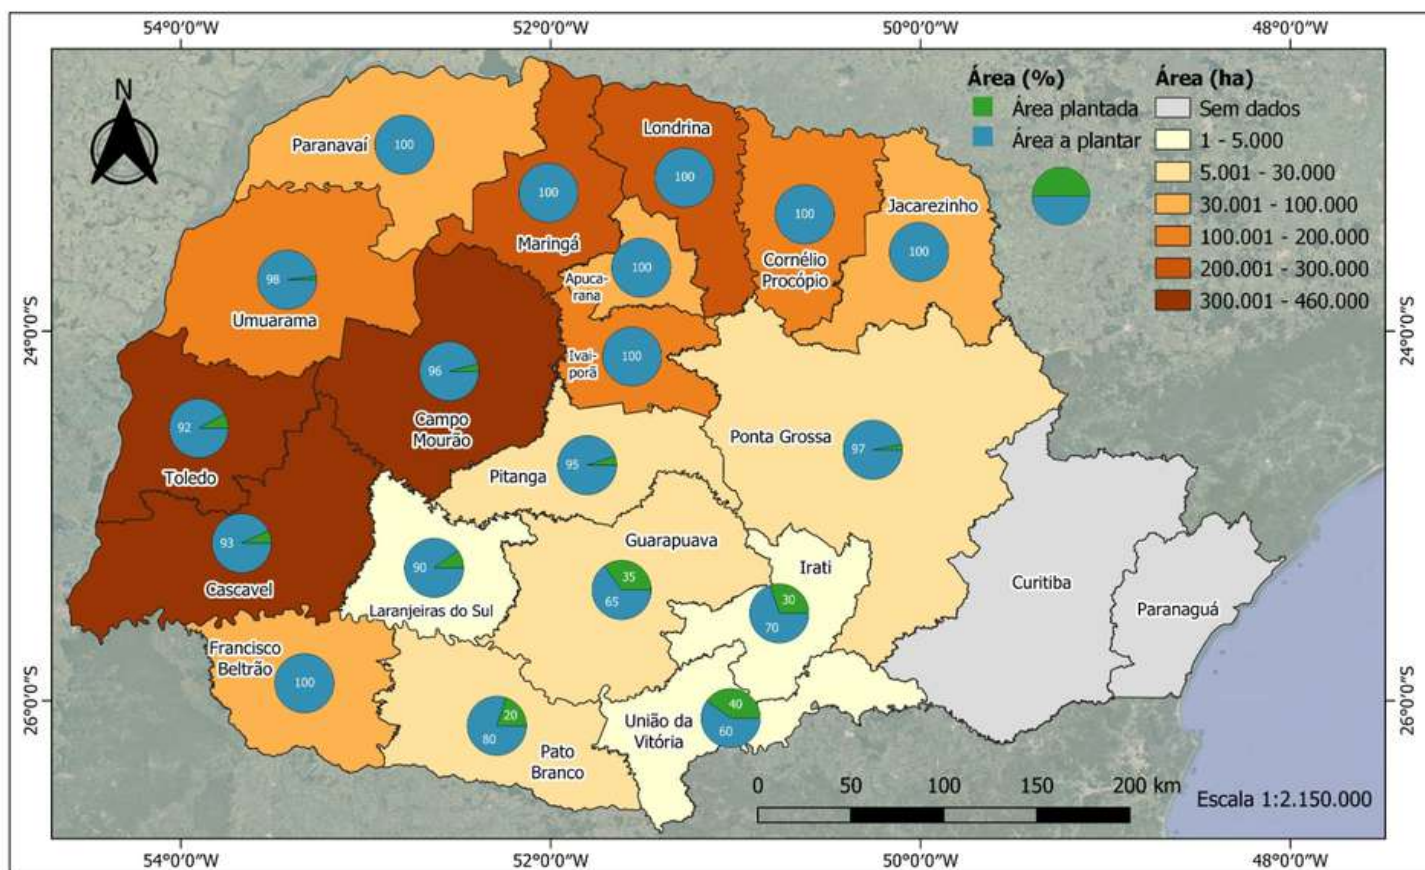 54°0'0"W
52°0'0"W
50°0'0"W
48°0'0"W
N
Área (%)
Área plantada
Área a plantar
Área (ha)
Sem dados
1 - 5.000
5.001 - 30.000
30.001 - 100.000
100.001 - 200.000
200.001 - 300.000
300.001 - 460.000
Paranavaí
100
Maringá
100
Londrina
100
Cornélio
Procópio
100
Jacarezinho
100
Umuarama
98
Apuca-
rana
100
Ivai-
porã
100
24°0'0"S
24°0'0"S
Campo
Mourão
96
Toledo
92
Pitanga
95
Ponta Grossa
97
Cascavel
93
Laranjeiras do Sul
90
Guarapuava
35
65
Irati
30
70
Curitiba
Paranaguá
Francisco
Beltrão
100
26°0'0"S
26°0'0"S
Pato
Branco
20
80
União da
Vitória
40
60
0
50
100
150
200 km
Escala 1:2.150.000
54°0'0"W
52°0'0"W
50°0'0"W
48°0'0"W